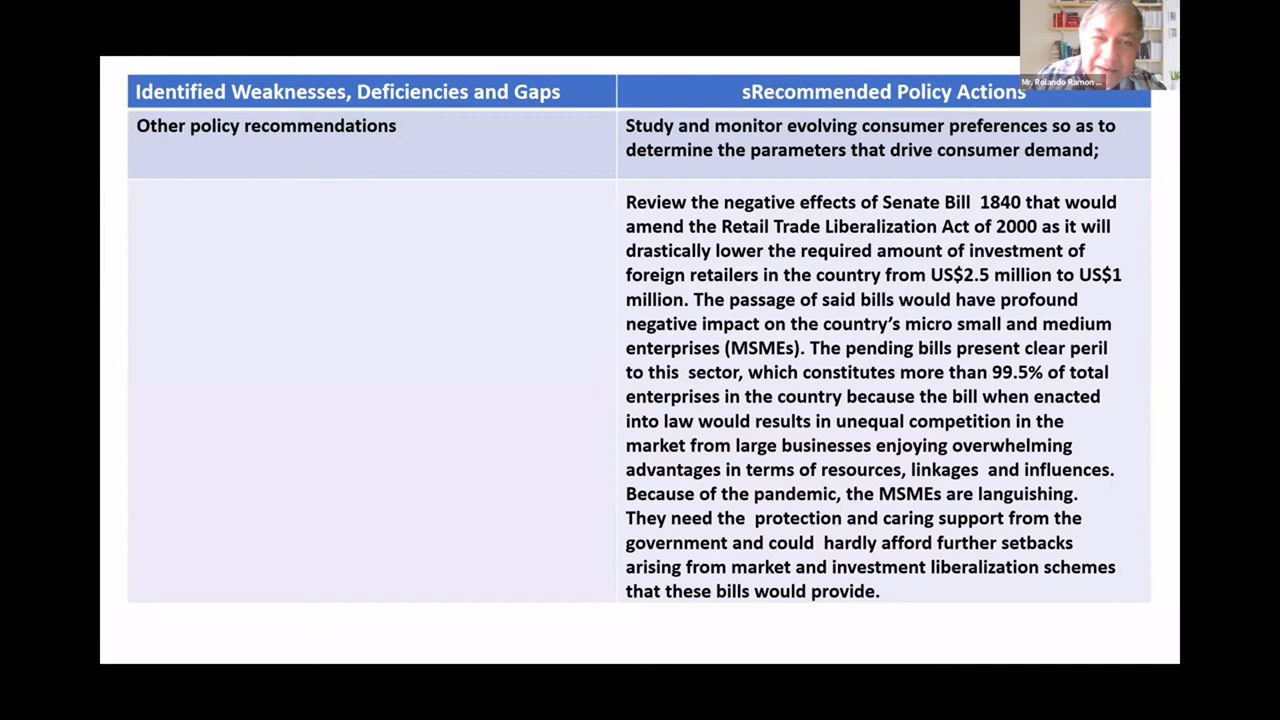 Mr. Rolando Ramon ...
Identified Weaknesses, Deficiencies and Gaps
sRecommended Policy Actions
Other policy recommendations
Study and monitor evolving consumer preferences so as to
determine the parameters that drive consumer demand;
Review the negative effects of Senate Bill 1840 that would
amend the Retail Trade Liberalization Act of 2000 as it will
drastically lower the required amount of investment of
foreign retailers in the country from US$2.5 million to US$1
million. The passage of said bills would have profound
negative impact on the country’s micro small and medium
enterprises (MSMEs). The pending bills present clear peril
to this sector, which constitutes more than 99.5% of total
enterprises in the country because the bill when enacted
into law would results in unequal competition in the
market from large businesses enjoying overwhelming
advantages in terms of resources, linkages and influences.
Because of the pandemic, the MSMEs are languishing.
They need the protection and caring support from the
government and could hardly afford further setbacks
arising from market and investment liberalization schemes
that these bills would provide.